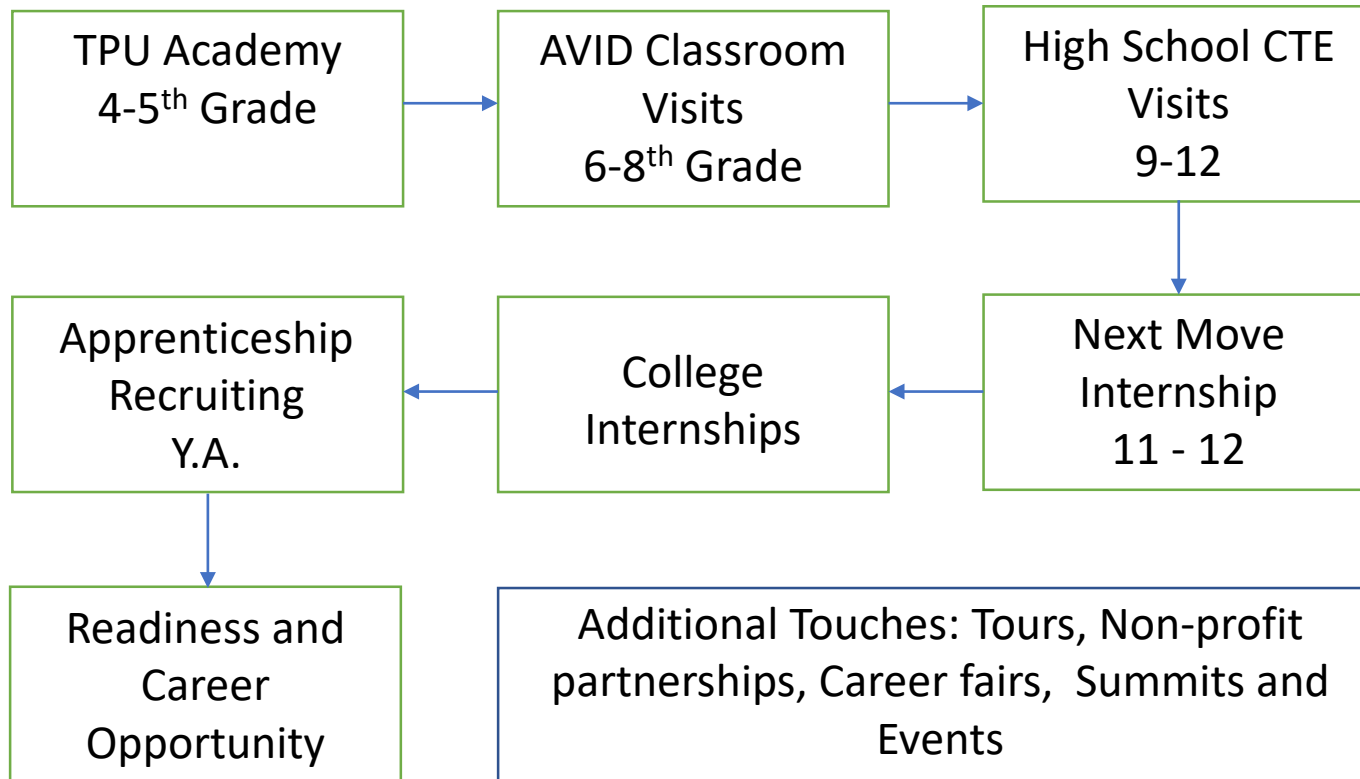 TPU Academy
4-5th Grade
AVID Classroom
Visits
6-8th Grade
High School CTE
Visits
9-12
Apprenticeship
Recruiting
Y.A.
College
Internships
Next Move
Internship
11 - 12
Readiness and
Career
Opportunity
Additional Touches: Tours, Non-profit
partnerships, Career fairs,  Summits and
Events